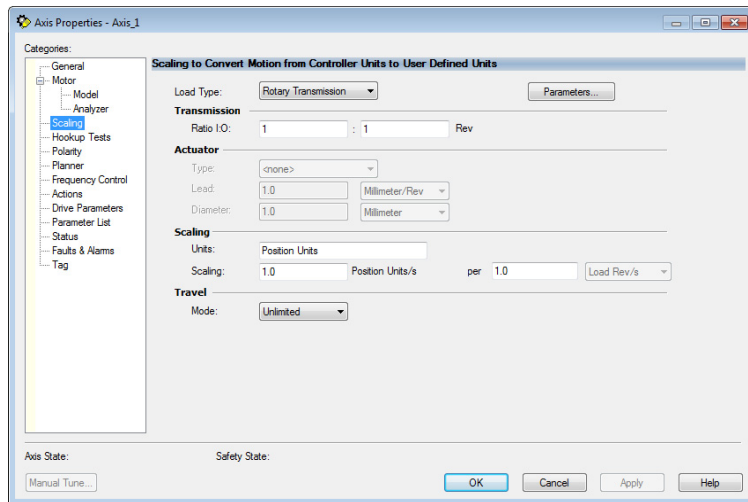 Axis Properties - Axis_1
Categories:
General
Motor
Model
Analyzer
Scaling
Hookup Tests
Polarity
Planner
Frequency Control
Actions
Drive Parameters
Parameter List
Status
Faults & Alarms
Tag
Scaling to Convert Motion from Controller Units to User Defined Units
Load Type: Rotary Transmission Parameters...
Transmission
Ratio I:O: 1 : 1 Rev
Actuator
Type: <none>
Lead: 1.0 Millimeter/Rev
Diameter: 1.0 Millimeter
Scaling
Units: Position Units
Scaling: 1.0 Position Units/s per 1.0 Load Rev/s
Travel
Mode: Unlimited
Axis State: Safety State:
Manual Tune... OK Cancel Apply Help